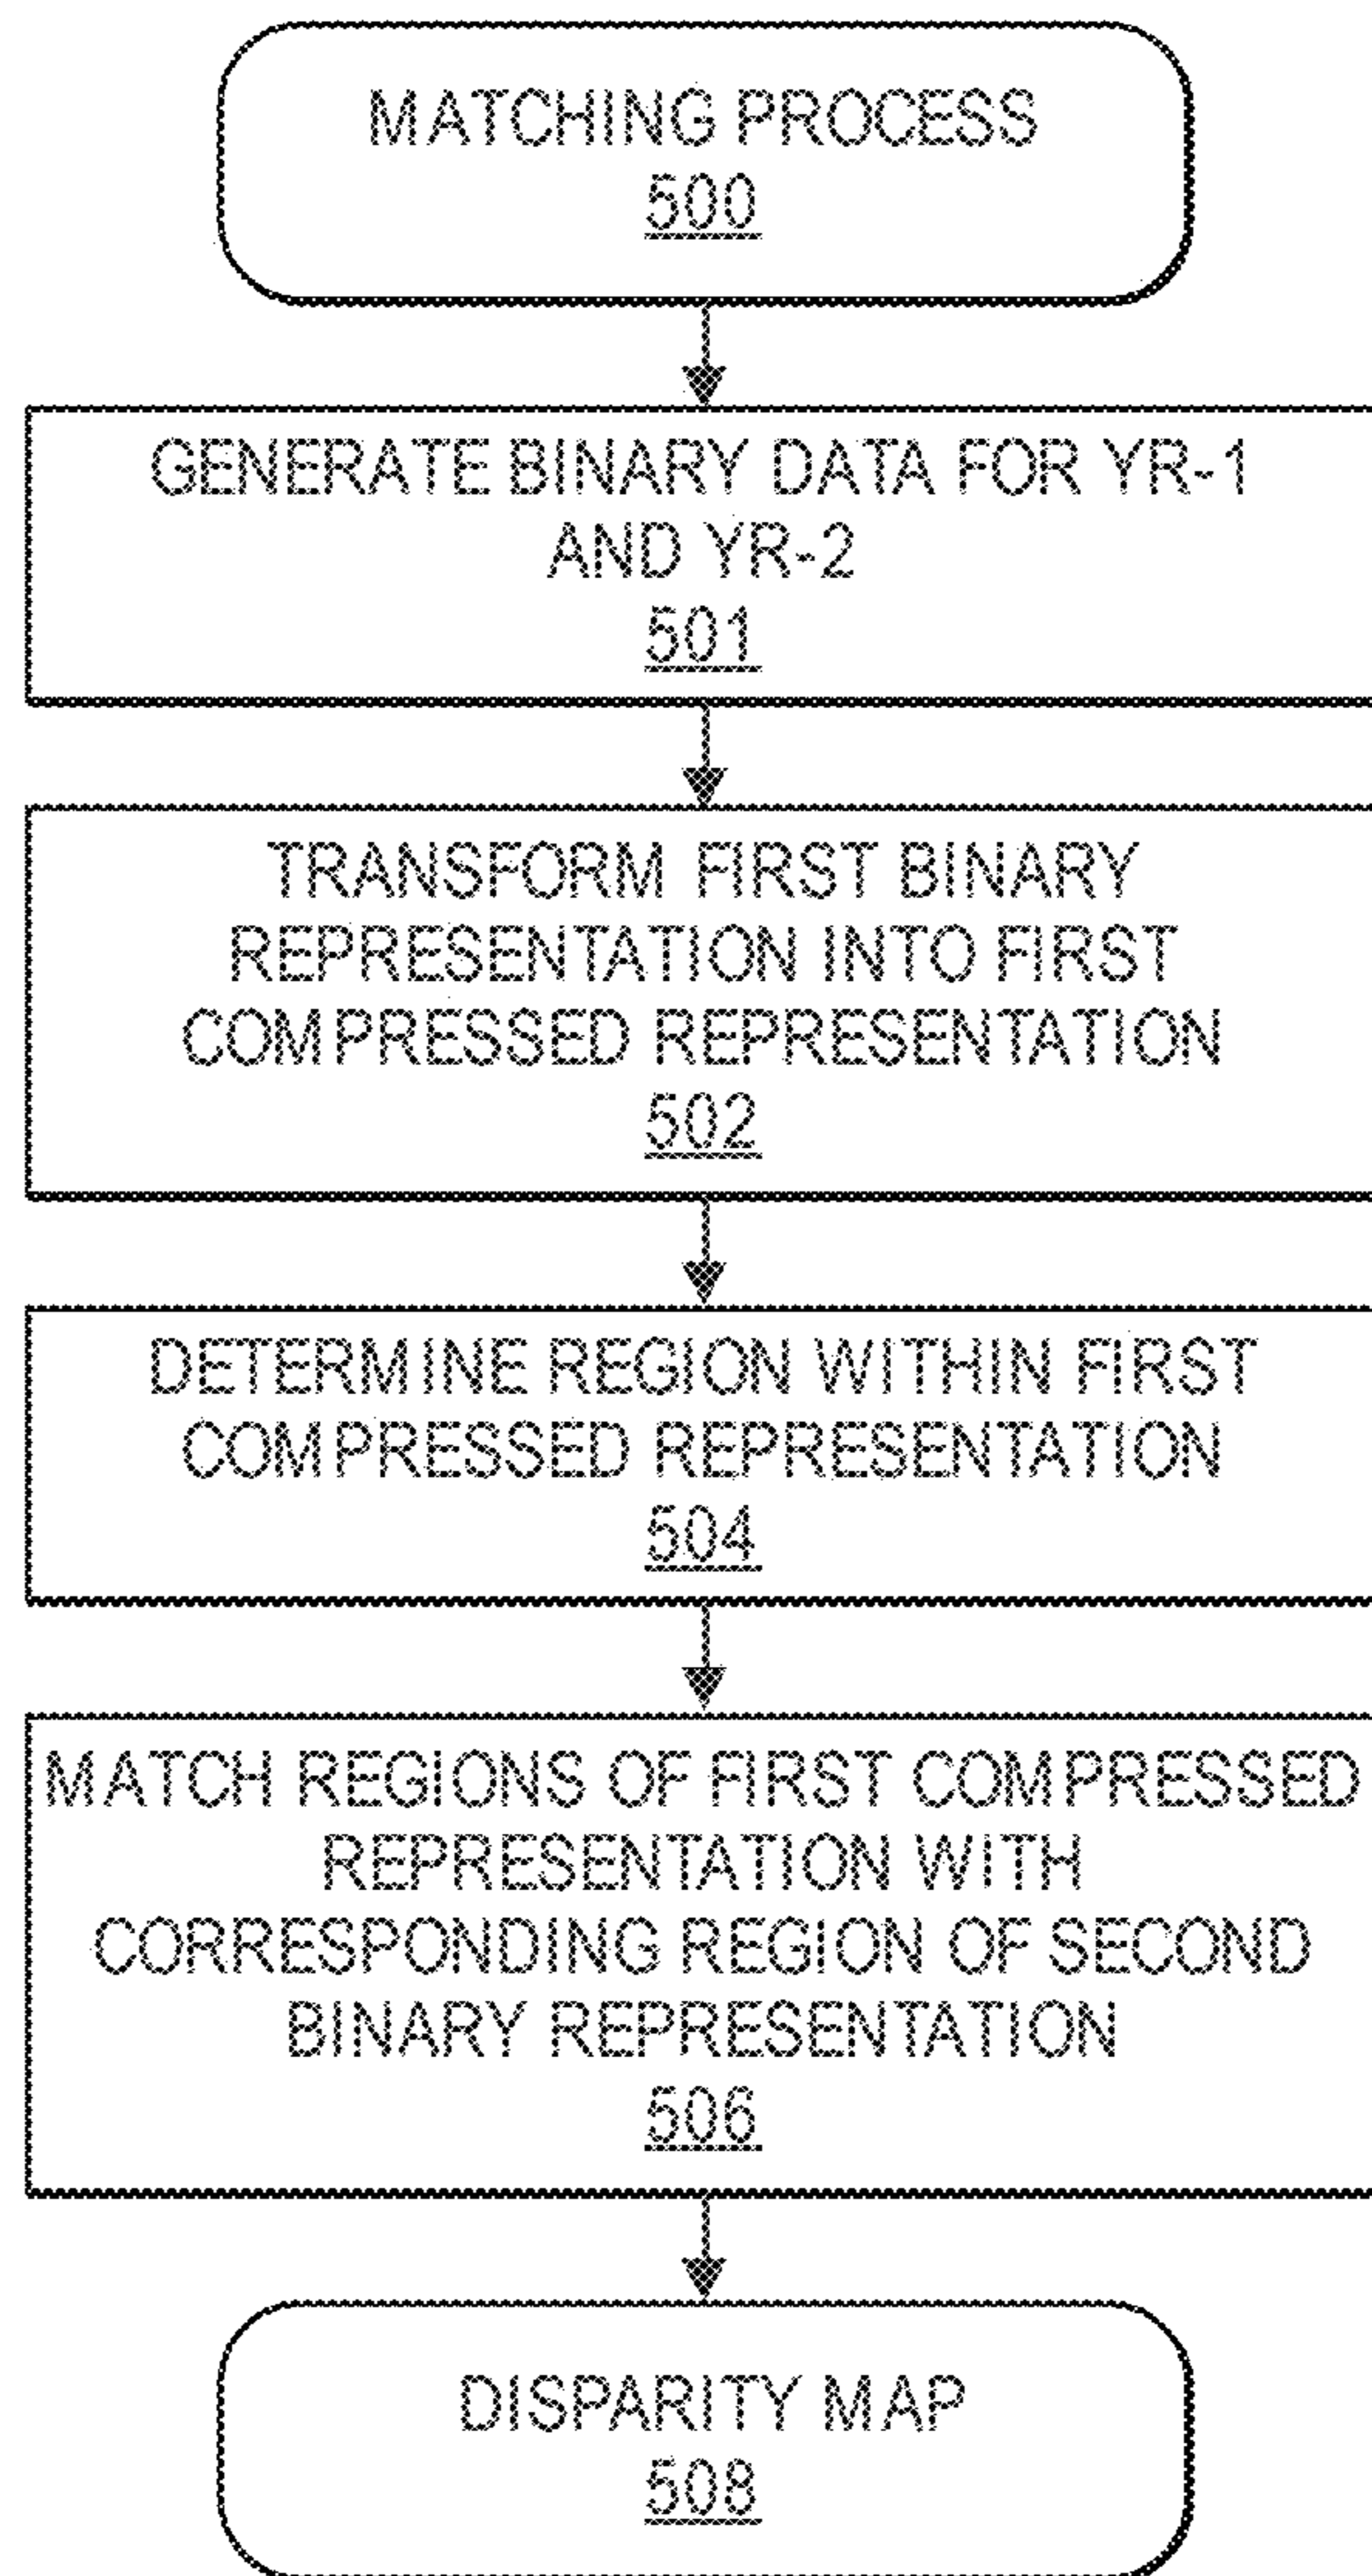 MATCHING PROCESS
500
GENERATE BINARY DATA FOR YR-1
AND YR-2
501
TRANSFORM FIRST BINARY
REPRESENTATION INTO FIRST
COMPRESSED REPRESENTATION
502
DETERMINE REGION WITHIN FIRST
COMPRESSED REPRESENTATION
504
MATCH REGIONS OF FIRST COMPRESSED
REPRESENTATION WITH
CORRESPONDING REGION OF SECOND
BINARY REPRESENTATION
506
DISPARITY MAP
508